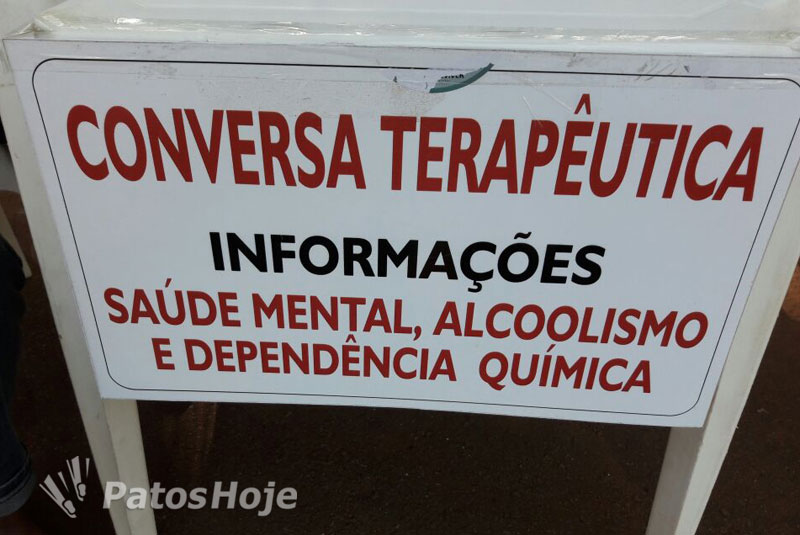 CONVERSA TERAPÊUTICA
INFORMAÇÕES
SAÚDE MENTAL, ALCOOLISMO
E DEPENDÊNCIA QUÍMICA
PatosHoje